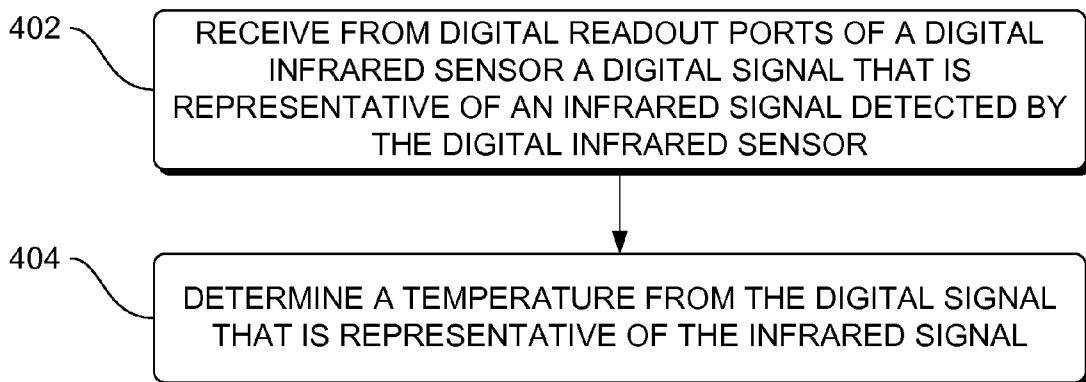 402
RECEIVE FROM DIGITAL READOUT PORTS OF A DIGITAL
INFRARED SENSOR A DIGITAL SIGNAL THAT IS
REPRESENTATIVE OF AN INFRARED SIGNAL DETECTED BY
THE DIGITAL INFRARED SENSOR
404
DETERMINE A TEMPERATURE FROM THE DIGITAL SIGNAL
THAT IS REPRESENTATIVE OF THE INFRARED SIGNAL